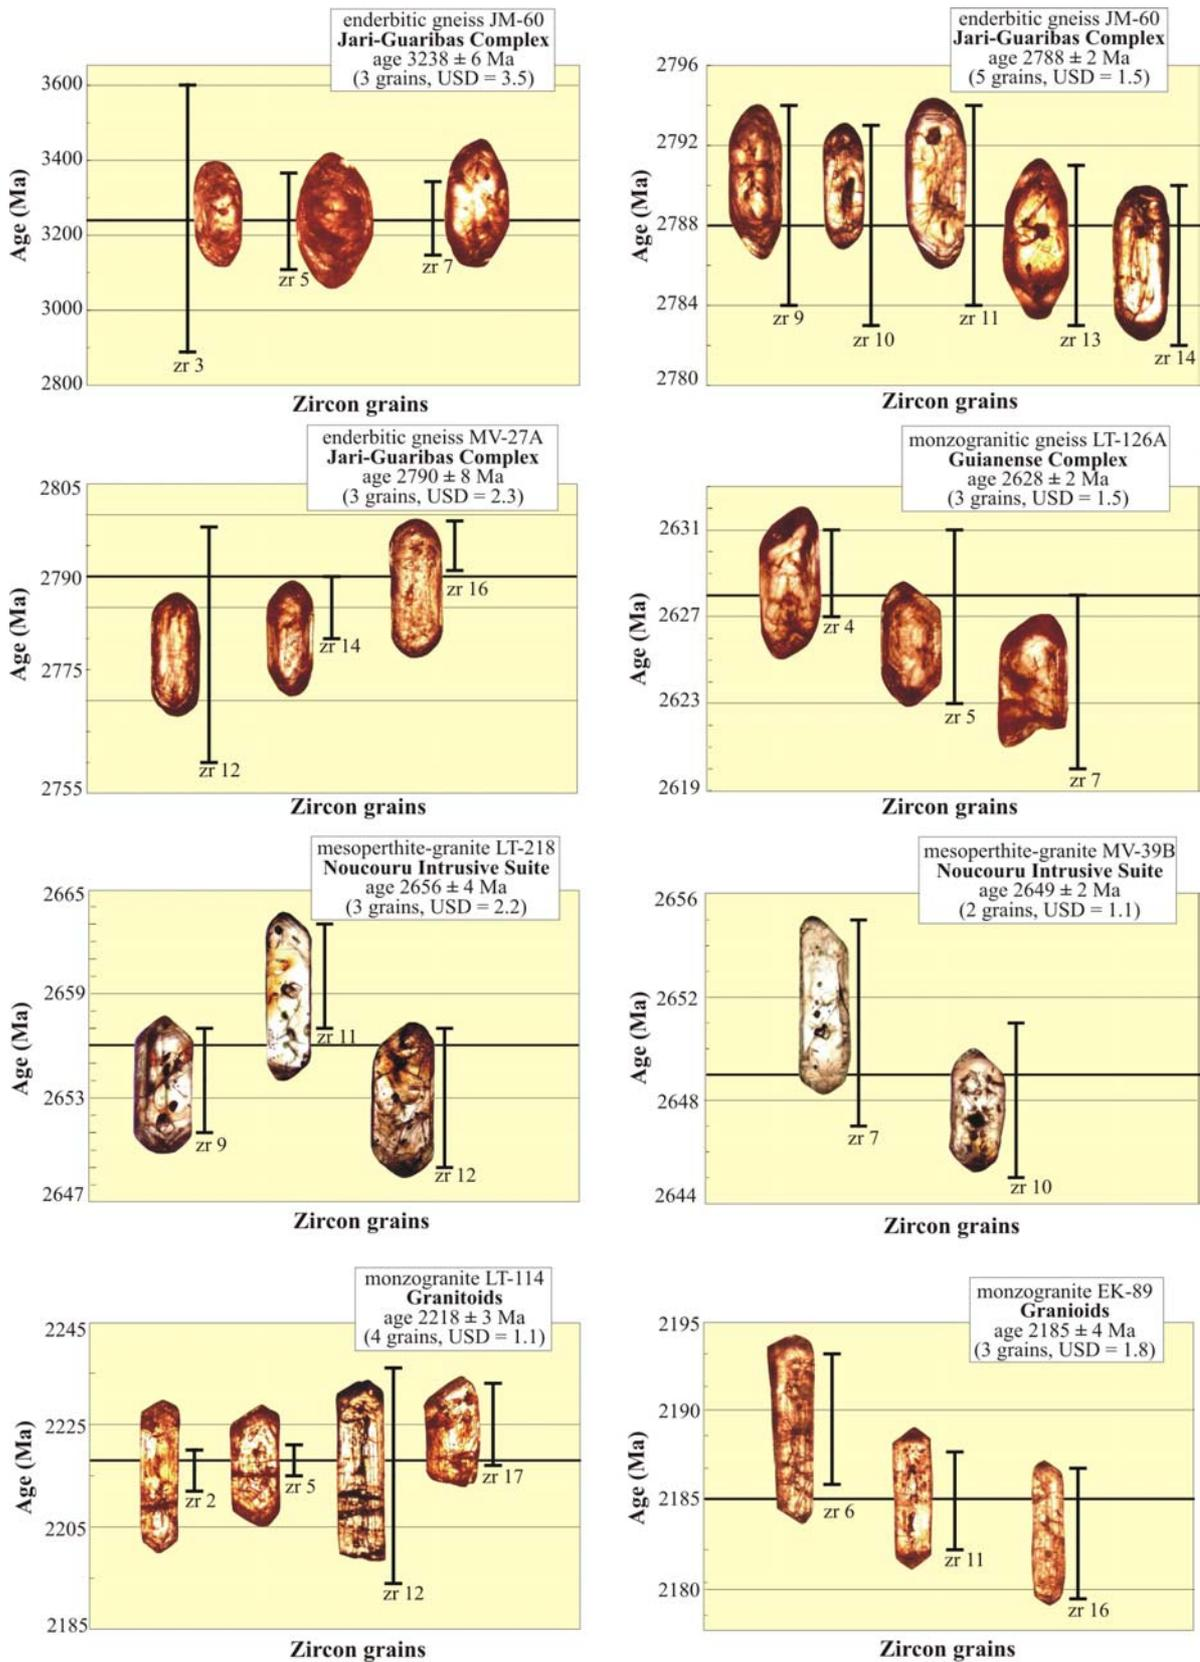 enderbitic gneiss JM-60
Jari-Guaribas Complex
age 3238 ± 6 Ma
(3 grains, USD = 3.5)
3600
3400
3200
3000
2800
Age (Ma)
zr 3
zr 5
zr 7
Zircon grains
enderbitic gneiss JM-60
Jari-Guaribas Complex
age 2788 ± 2 Ma
(5 grains, USD = 1.5)
2796
2792
2788
2784
2780
Age (Ma)
zr 9
zr 10
zr 11
zr 13
zr 14
Zircon grains
enderbitic gneiss MV-27A
Jari-Guaribas Complex
age 2790 ± 8 Ma
(3 grains, USD = 2.3)
2805
2790
2775
2755
Age (Ma)
zr 12
zr 14
zr 16
Zircon grains
monzogranitic gneiss LT-126A
Guianense Complex
age 2628 ± 2 Ma
(3 grains, USD = 1.5)
2631
2627
2623
2619
Age (Ma)
zr 4
zr 5
zr 7
Zircon grains
mesoperthite-granite LT-218
Noucouru Intrusive Suite
age 2656 ± 4 Ma
(3 grains, USD = 2.2)
2665
2659
2653
2647
Age (Ma)
zr 9
zr 11
zr 12
Zircon grains
mesoperthite-granite MV-39B
Noucouru Intrusive Suite
age 2649 ± 2 Ma
(2 grains, USD = 1.1)
2656
2652
2648
2644
Age (Ma)
zr 7
zr 10
Zircon grains
monzogranite LT-114
Granitoids
age 2218 ± 3 Ma
(4 grains, USD = 1.1)
2245
2225
2205
2185
Age (Ma)
zr 2
zr 5
zr 12
zr 17
Zircon grains
monzogranite EK-89
Granioids
age 2185 ± 4 Ma
(3 grains, USD = 1.8)
2195
2190
2185
2180
Age (Ma)
zr 6
zr 11
zr 16
Zircon grains